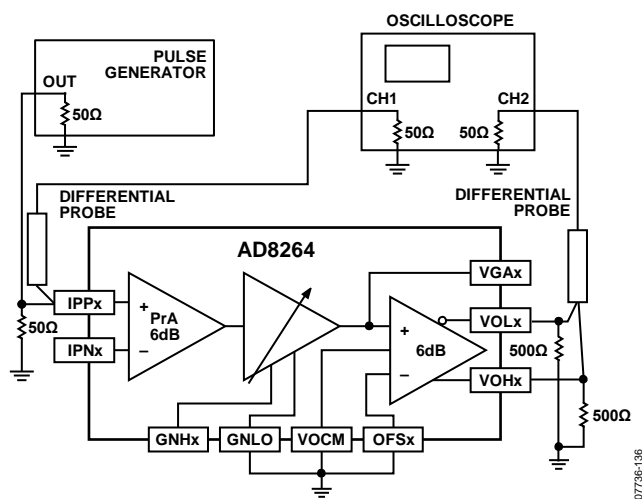 OSCILLOSCOPE
PULSE
GENERATOR
OUT
50Ω
CH1
CH2
50Ω
50Ω
DIFFERENTIAL
PROBE
DIFFERENTIAL
PROBE
AD8264
VGAx
IPPx
+
PrA
6dB
–
IPNx
50Ω
+
6dB
–
VOLx
500Ω
VOHx
500Ω
GNHx
GNLO
VOCM
OFSx
07736-136